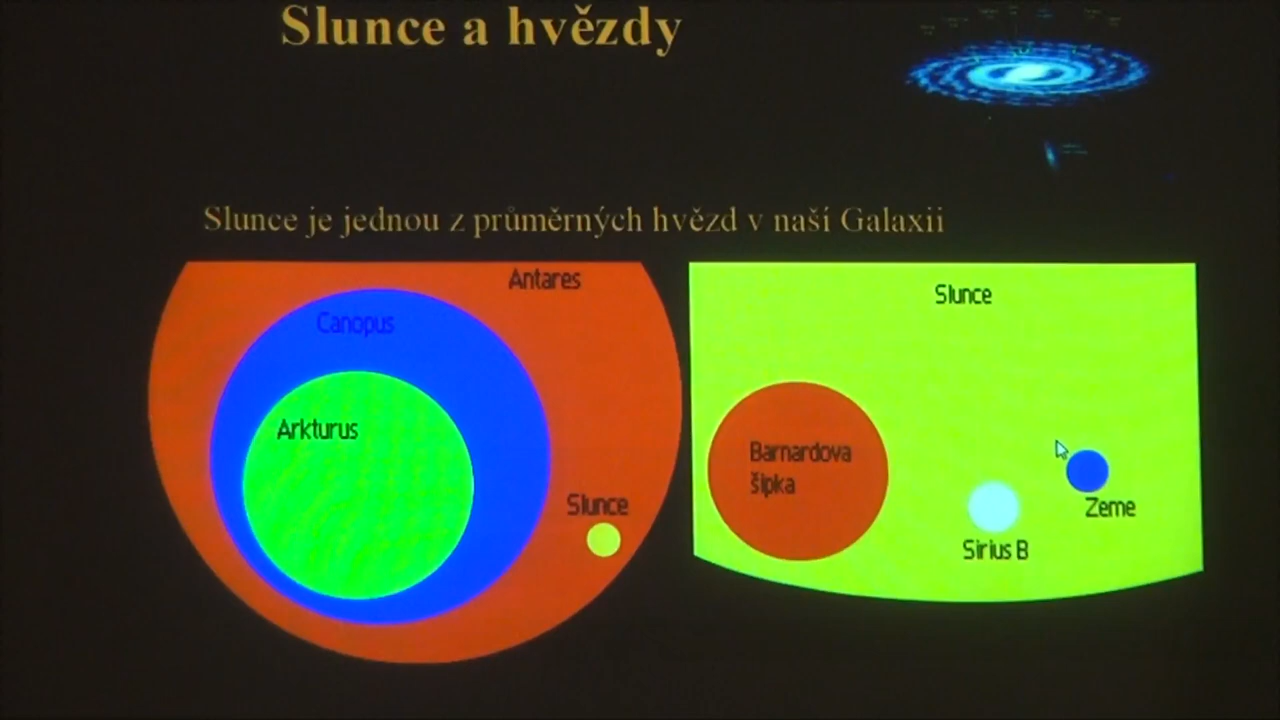 Slunce a hvězdy
Slunce je jednou z průměrných hvězd v naší Galaxii
Antares
Canopus
Arkturus
Slunce
Slunce
Barnardova
šipka
Sirius B
Zeme